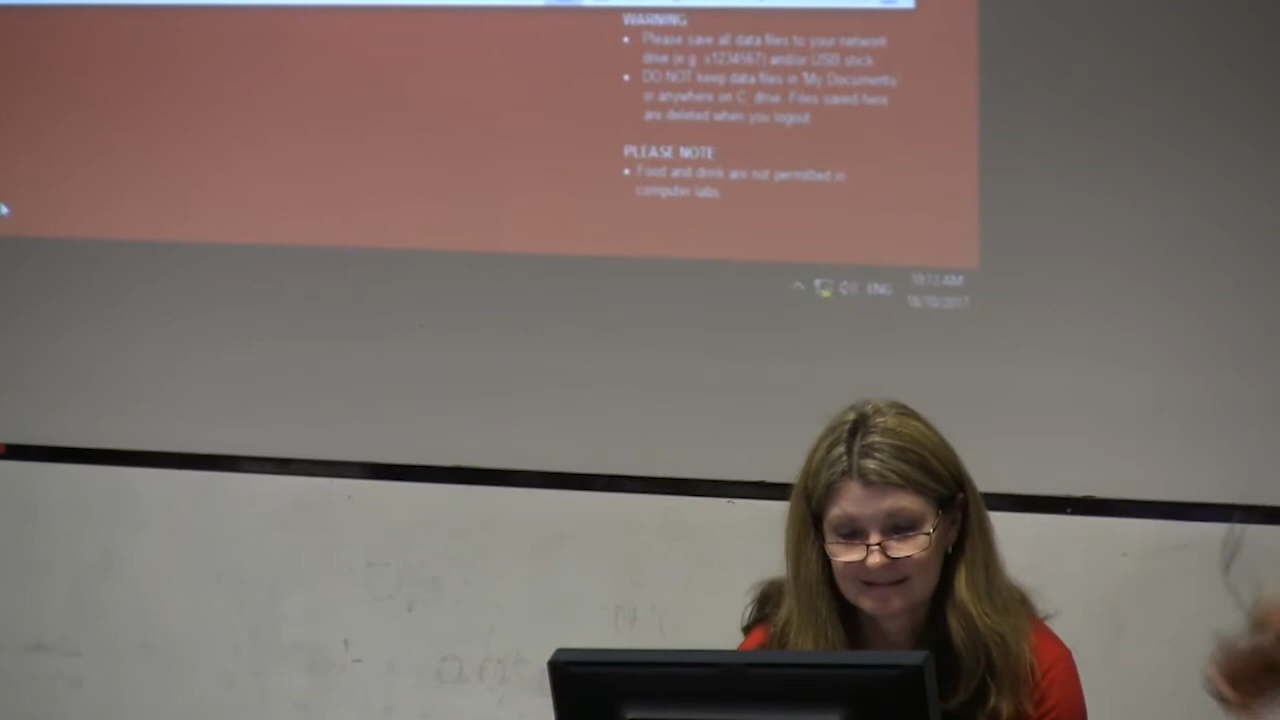 WARNING
• Please save all data files to your network
drive (e.g. s1234567) and/or USB stick.
• DO NOT keep data files in 'My Documents'
or anywhere on C: drive. Files saved here
are deleted when you logout.
PLEASE NOTE
• Food and drink are not permitted in
computer labs.
ENG
AM